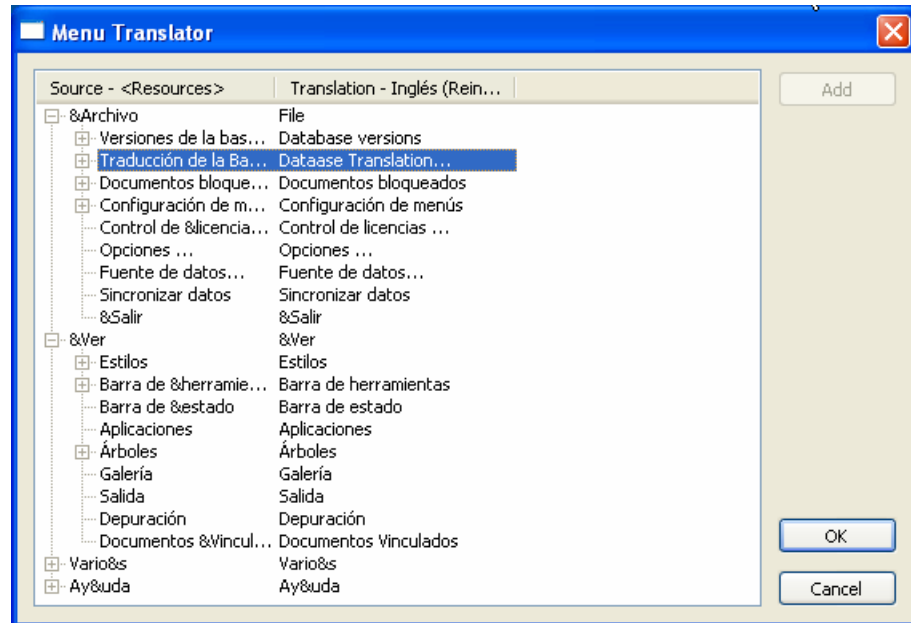 Menu Translator
Source - <Resources> Translation - Inglés (Rein...
Add
&Archivo File
Versiones de la bas... Database versions
Traducción de la Ba... Dataase Translation...
Documentos bloque... Documentos bloqueados
Configuración de m... Configuración de menús
Control de &licencia... Control de licencias ...
Opciones ... Opciones ...
Fuente de datos... Fuente de datos...
Sincronizar datos Sincronizar datos
&Salir &Salir
&Ver &Ver
Estilos Estilos
Barra de &herramie... Barra de herramientas
Barra de &estado Barra de estado
Aplicaciones Aplicaciones
Árboles Árboles
Galería Galería
Salida Salida
Depuración Depuración
Documentos &Vincul... Documentos Vinculados
OK
Vario&s Vario&s
Ay&uda Ay&uda
Cancel